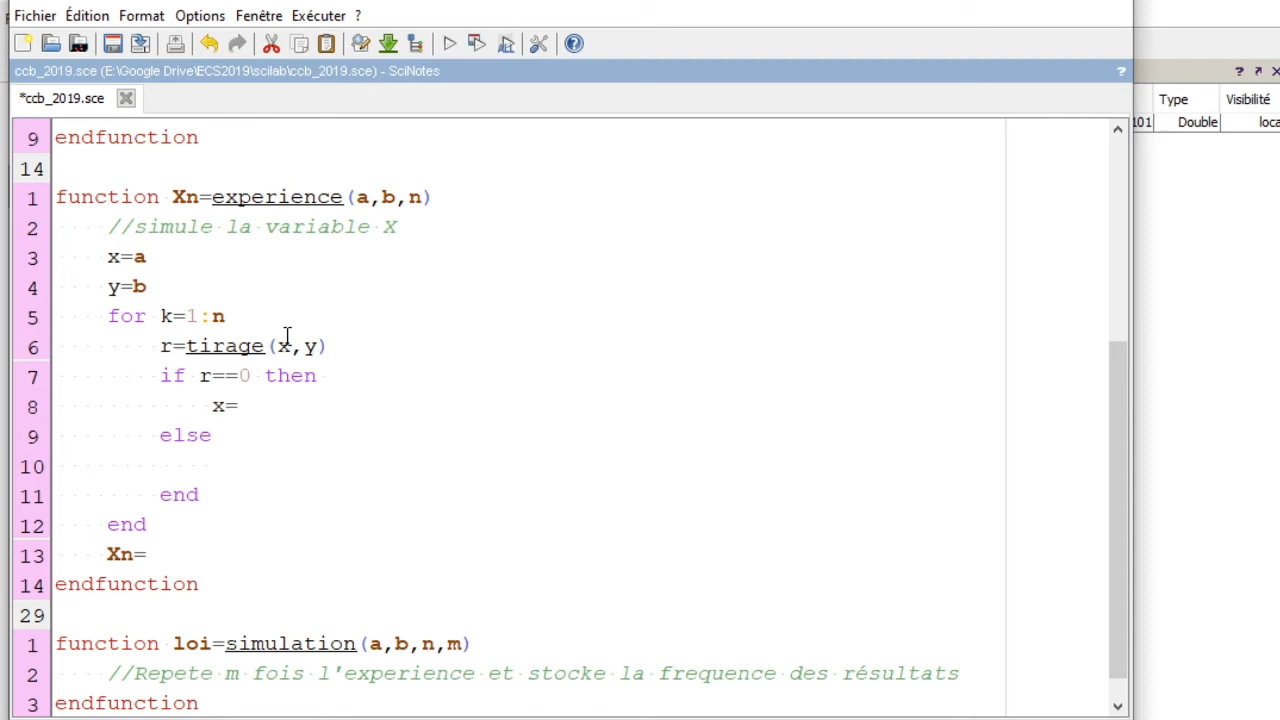 Fichier Édition Format Options Fenêtre Exécuter ?
ccb_2019.sce (E:\Google Drive\ECS2019\scilab\ccb_2019.sce) - SciNotes ?
? 
*ccb_2019.sce
Type Visibilité
101 Double loca
9 endfunction
14
1 function Xn=experience(a,b,n)
2 //simule la variable X
3 x=a
4 y=b
5 for k=1:n
6 r=tirage(x,y)
7 if r==0 then
8 x=
9 else
10
11 end
12 end
13 Xn=
14 endfunction
29
1 function loi=simulation(a,b,n,m)
2 //Repete m fois l'experience et stocke la frequence des résultats
3 endfunction